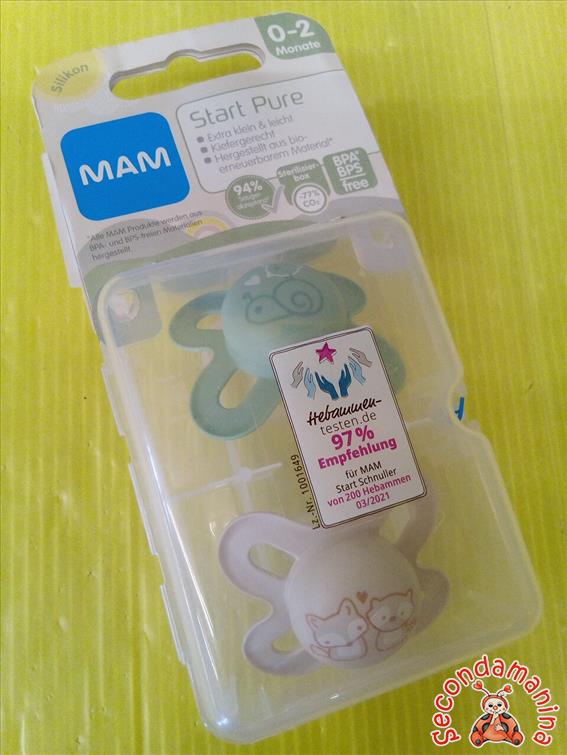 Silikon
0-2
Monate
MAM
Start Pure
• Extra klein & leicht
• Kiefergerecht
• Hergestellt aus bio-
erneuerbarem Material*
94%
Sauger-
akzeptanz
Sterilisier-
box
-77%
CO₂
BPA*
BPS
free
*Alle MAM Produkte werden aus
BPA- und BPS-freien Materialien
hergestellt.
Hebammen-
testen.de
97%
Empfehlung
für MAM
Start Schnuller
von 200 Hebammen
03/2021
Lz.-Nr. 1001649
secondamanina